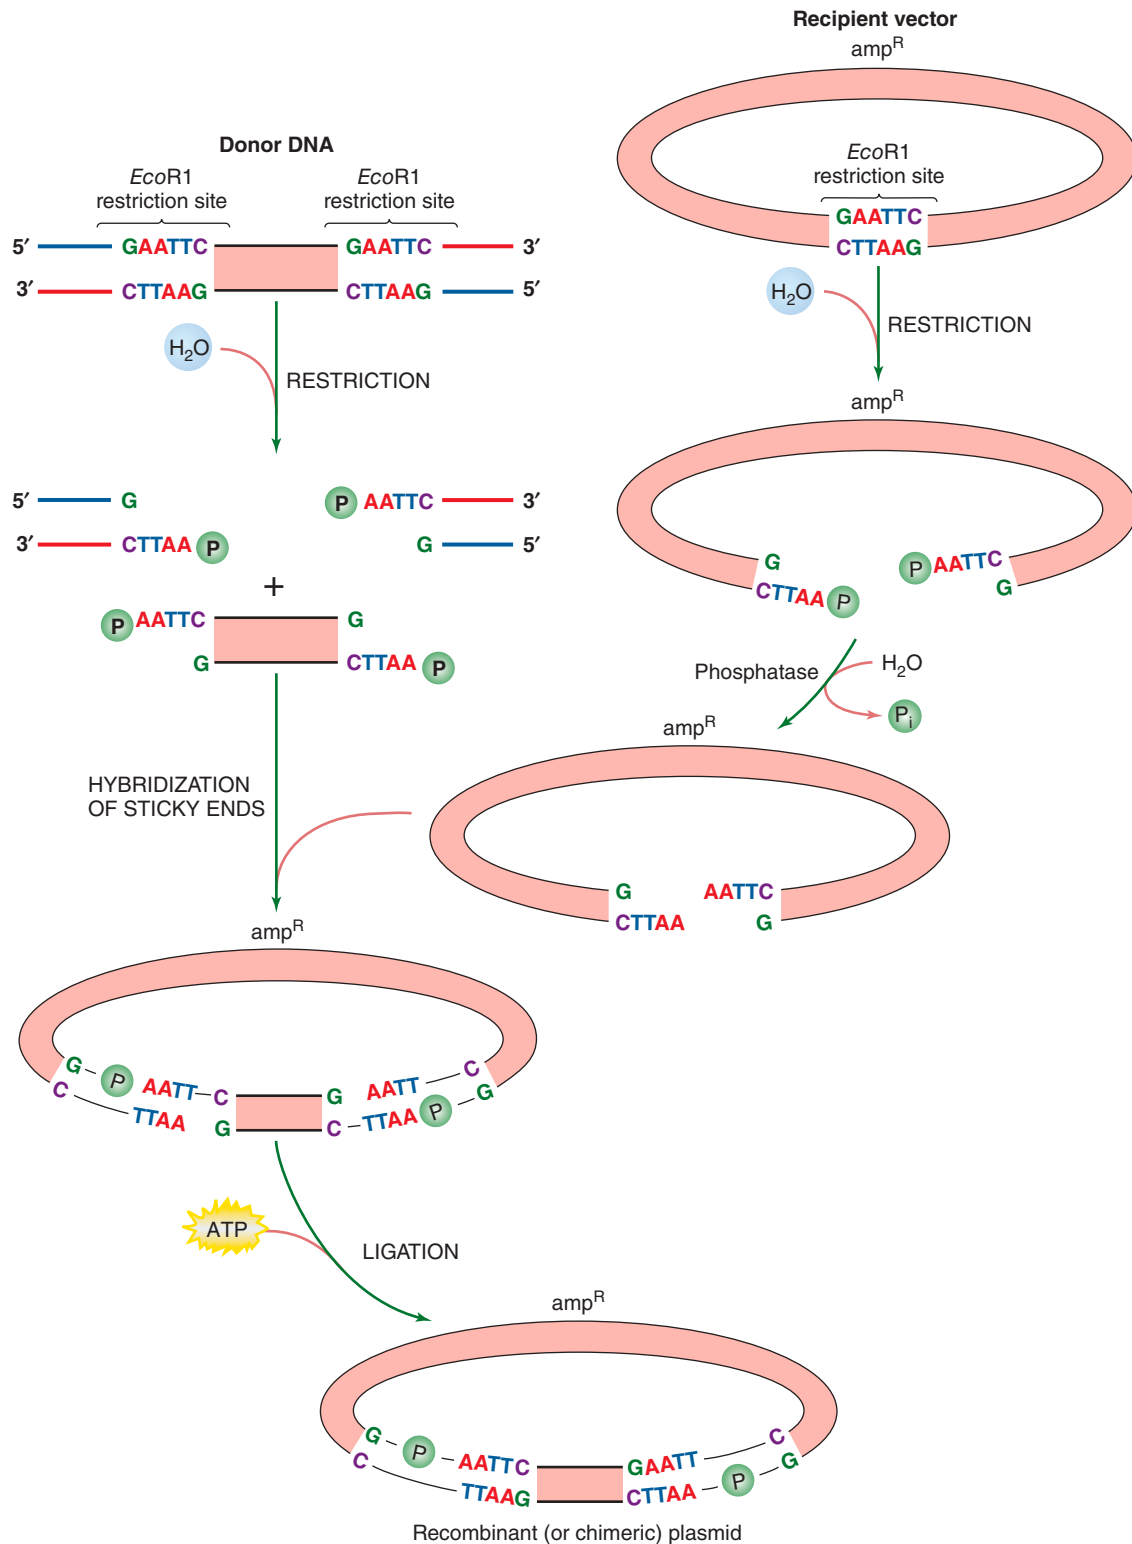 Recipient vector
ampR
EcoR1
restriction site
GAATTC
CTTAAG
H2O
RESTRICTION
Donor DNA
EcoR1
restriction site
EcoR1
restriction site
5′ GAATTC GAATTC 3′
3′ CTTAAG CTTAAG 5′
H2O
RESTRICTION
ampR
G P AATTC
CTTAA P G
5′ G P AATTC 3′
3′ CTTAA P G 5′
+
P AATTC G
G CTTAA P
Phosphatase
H2O
Pi
ampR
G AATTC
CTTAA G
HYBRIDIZATION
OF STICKY ENDS
ampR
G P AATT C G AATT C
C TTAA G C TTAA P G
ATP
LIGATION
ampR
G P AATTC GAATT C
C TTAAG CTTAA P G
Recombinant (or chimeric) plasmid